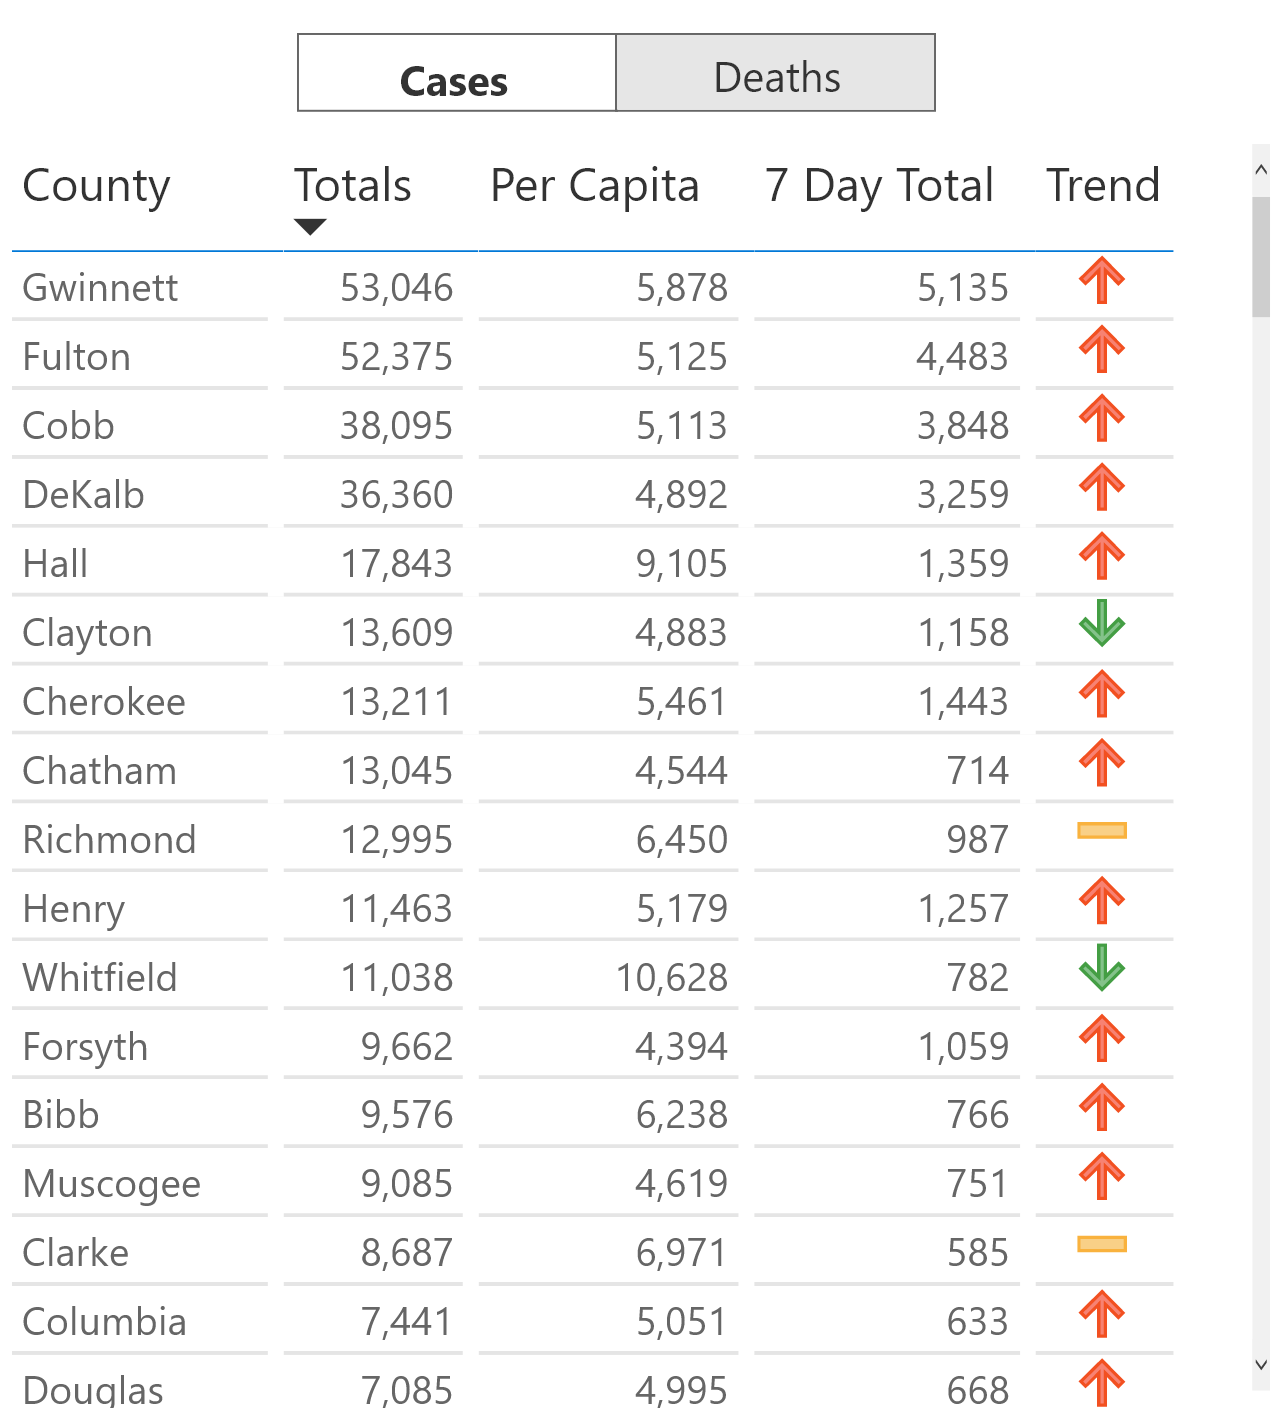 Cases Deaths
County Totals Per Capita 7 Day Total Trend
Gwinnett 53,046 5,878 5,135
Fulton 52,375 5,125 4,483
Cobb 38,095 5,113 3,848
DeKalb 36,360 4,892 3,259
Hall 17,843 9,105 1,359
Clayton 13,609 4,883 1,158
Cherokee 13,211 5,461 1,443
Chatham 13,045 4,544 714
Richmond 12,995 6,450 987
Henry 11,463 5,179 1,257
Whitfield 11,038 10,628 782
Forsyth 9,662 4,394 1,059
Bibb 9,576 6,238 766
Muscogee 9,085 4,619 751
Clarke 8,687 6,971 585
Columbia 7,441 5,051 633
Douglas 7,085 4,995 668